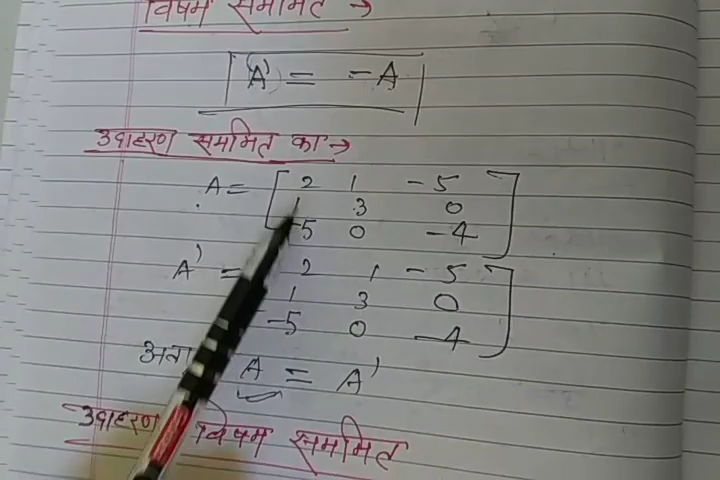 विषम सममित →
A' = -A
उदाहरण सममित का →
A = [ 2 1 -5
1 3 0
-5 0 -4 ]
A' = 2 1 -5
1 3 0
-5 0 -4 ]
अतः A = A'
उदाहरण विषम सममित